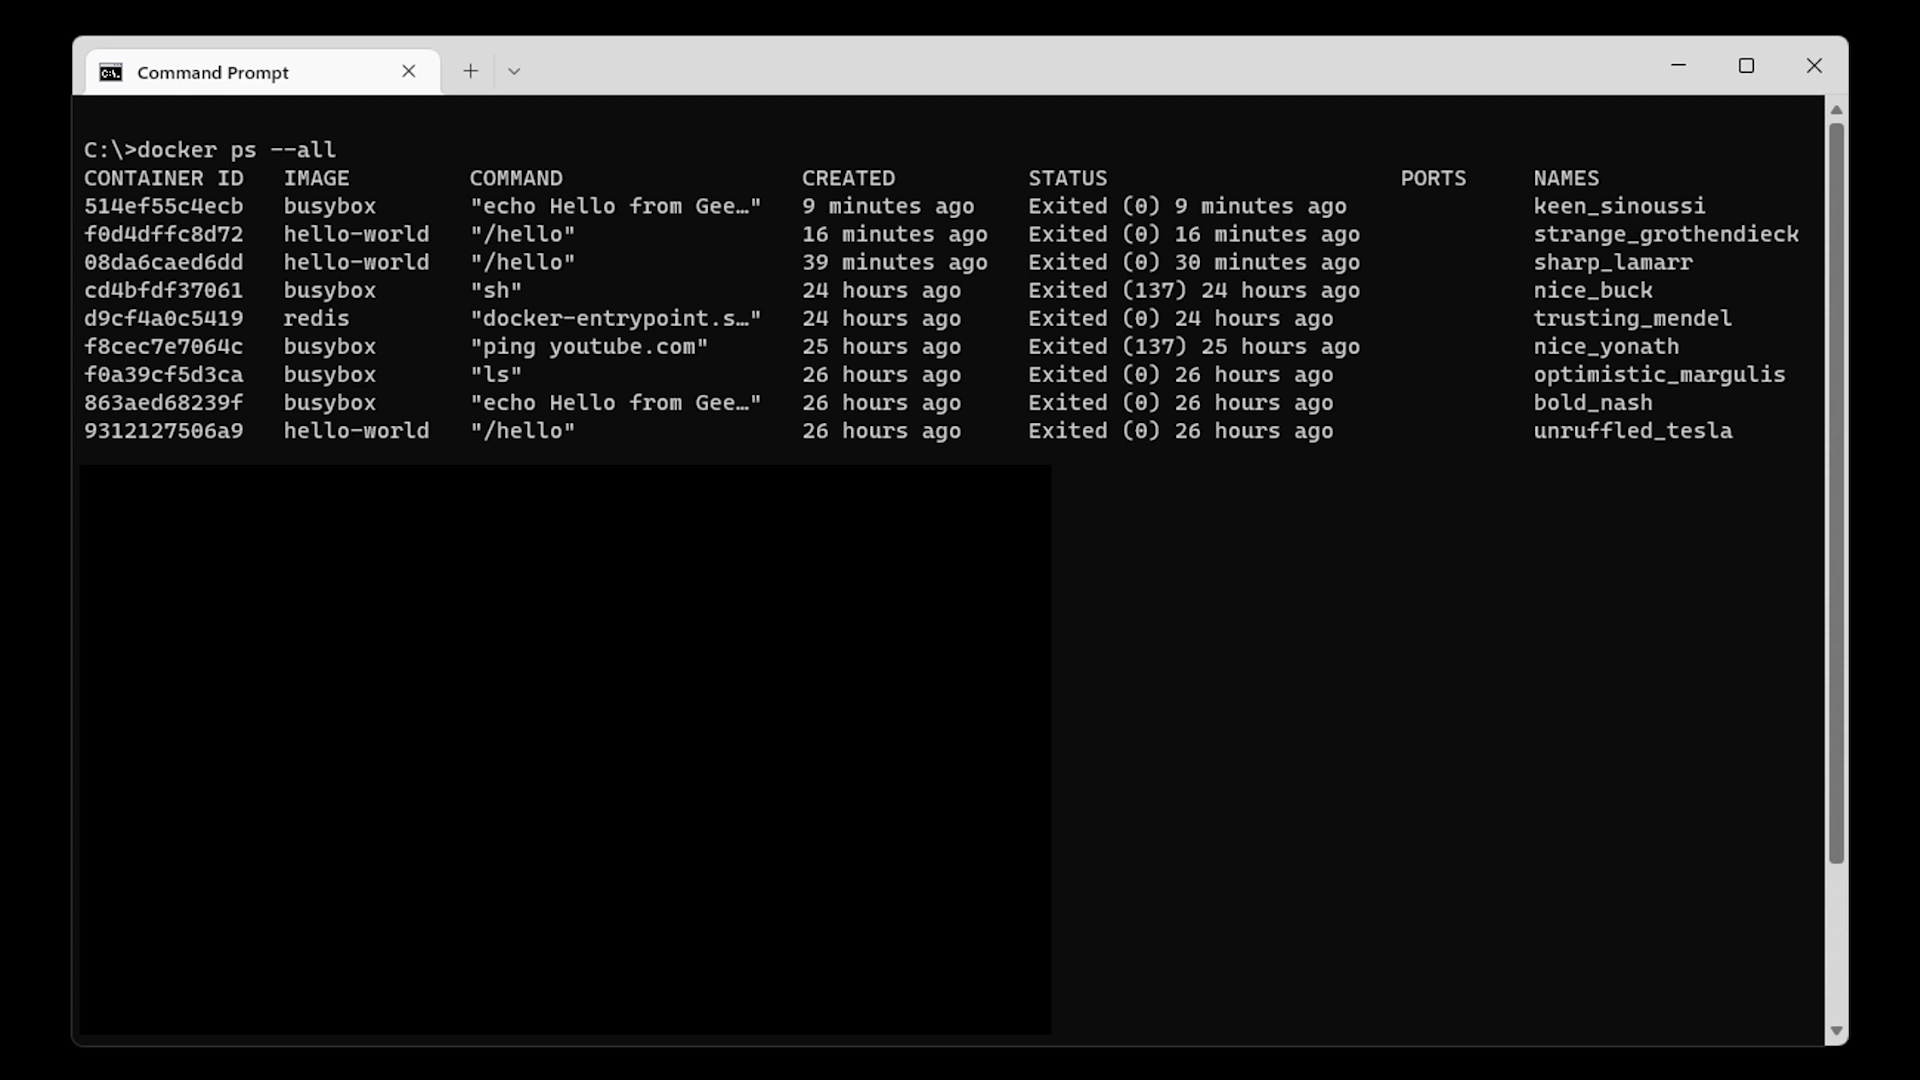 Command Prompt
C:\>docker ps --all
CONTAINER ID   IMAGE         COMMAND                  CREATED          STATUS                      PORTS     NAMES
514ef55c4ecb   busybox       "echo Hello from Gee…"   9 minutes ago    Exited (0) 9 minutes ago              keen_sinoussi
f0d4dffc8d72   hello-world   "/hello"                 16 minutes ago   Exited (0) 16 minutes ago             strange_grothendieck
08da6caed6dd   hello-world   "/hello"                 39 minutes ago   Exited (0) 30 minutes ago             sharp_lamarr
cd4bfdf37061   busybox       "sh"                     24 hours ago     Exited (137) 24 hours ago             nice_buck
d9cf4a0c5419   redis         "docker-entrypoint.s…"   24 hours ago     Exited (0) 24 hours ago               trusting_mendel
f8cec7e7064c   busybox       "ping youtube.com"       25 hours ago     Exited (137) 25 hours ago             nice_yonath
f0a39cf5d3ca   busybox       "ls"                     26 hours ago     Exited (0) 26 hours ago               optimistic_margulis
863aed68239f   busybox       "echo Hello from Gee…"   26 hours ago     Exited (0) 26 hours ago               bold_nash
9312127506a9   hello-world   "/hello"                 26 hours ago     Exited (0) 26 hours ago               unruffled_tesla